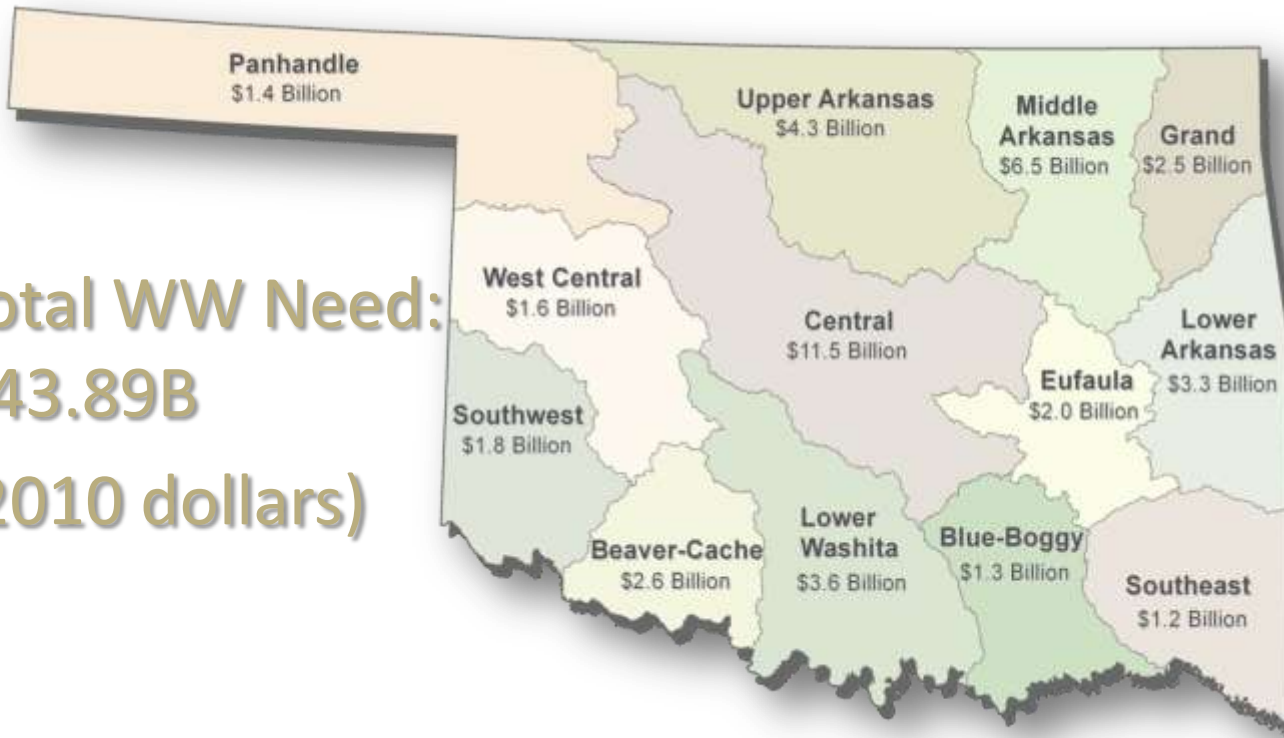 Panhandle
$1.4 Billion
Upper Arkansas
$4.3 Billion
Middle
Arkansas
$6.5 Billion
Grand
$2.5 Billion
West Central
$1.6 Billion
Central
$11.5 Billion
Lower
Arkansas
$3.3 Billion
Eufaula
$2.0 Billion
Southwest
$1.8 Billion
Beaver-Cache
$2.6 Billion
Lower
Washita
$3.6 Billion
Blue-Boggy
$1.3 Billion
Southeast
$1.2 Billion
otal WW Need:
43.89B
2010 dollars)